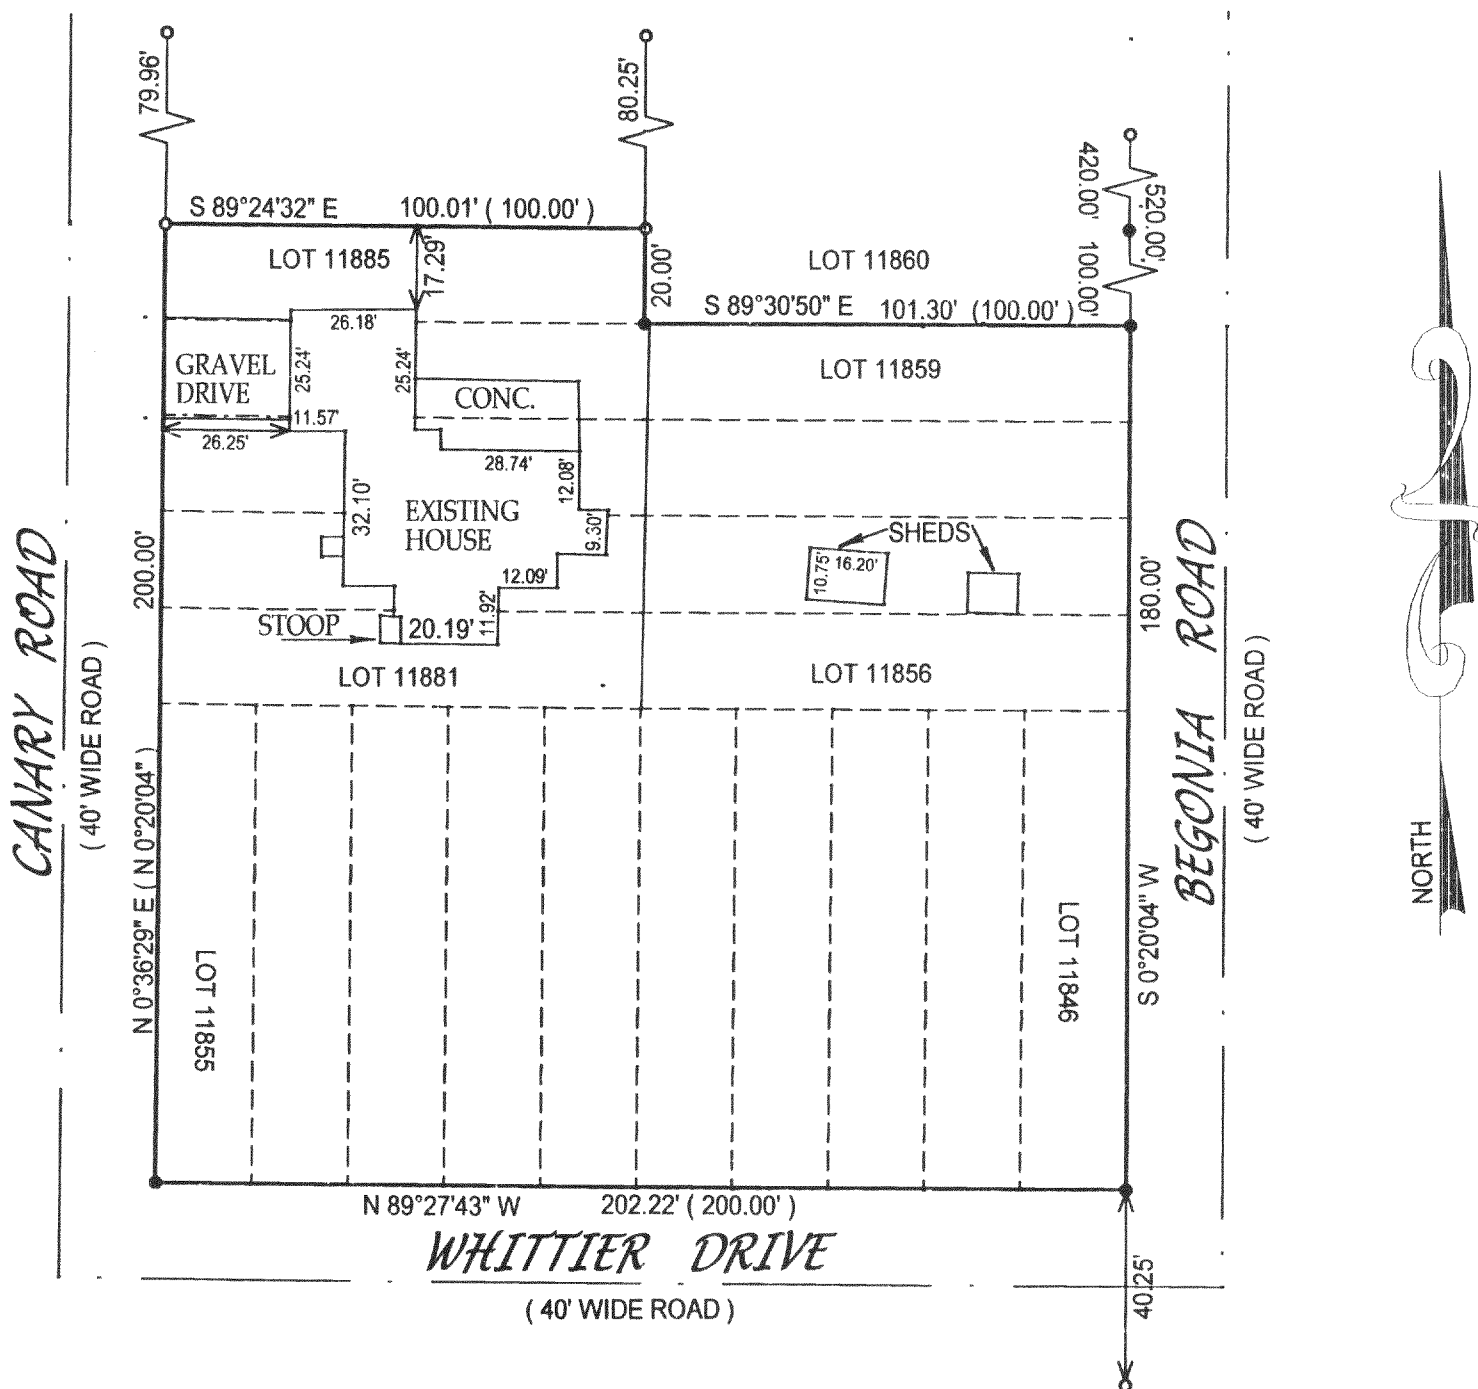 79.96'
80.25'
420.00'
520.00'
100.00'
S 89°24'32" E 100.01' ( 100.00' )
LOT 11885
17.29'
20.00'
LOT 11860
S 89°30'50" E 101.30' (100.00' )
26.18'
GRAVEL
DRIVE
25.24'
25.24'
CONC.
LOT 11859
11.57'
26.25'
28.74'
12.08'
32.10'
EXISTING
HOUSE
9.30'
SHEDS
10.75'
16.20'
12.09'
11.92'
STOOP
20.19'
LOT 11881
LOT 11856
200.00'
180.00'
CANARY ROAD
( 40' WIDE ROAD )
N 0°36'29" E ( N 0°20'04" )
BEGONIA ROAD
( 40' WIDE ROAD )
S 0°20'04" W
NORTH
LOT 11855
LOT 11846
N 89°27'43" W 202.22' ( 200.00' )
WHITTIER DRIVE
( 40' WIDE ROAD )
40.25'